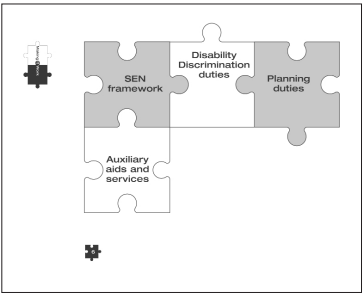 SEN
framework
Disability
Discrimination
duties
Planning
duties
Auxiliary
aids and
services